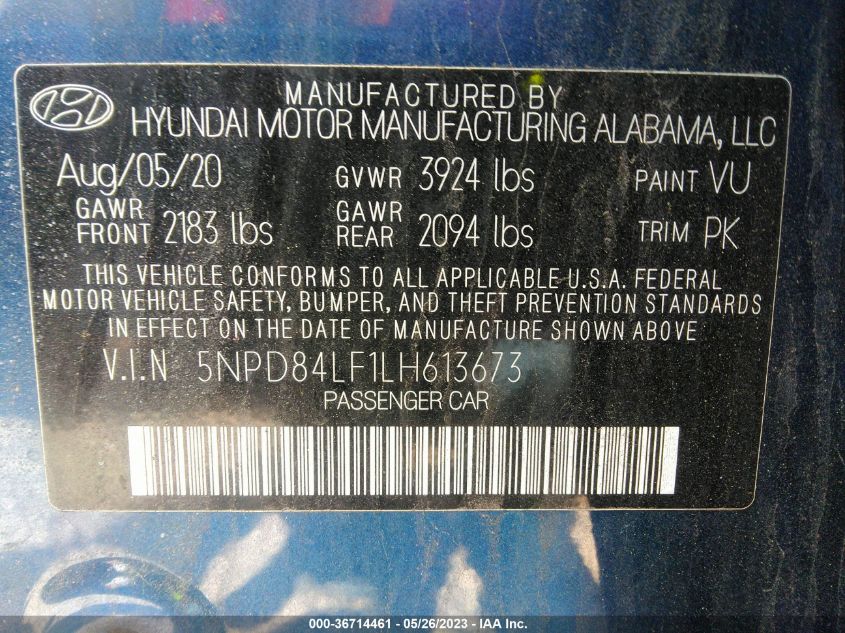 MANUFACTURED BY
HYUNDAI MOTOR MANUFACTURING ALABAMA, LLC
Aug/05/20 GVWR 3924 lbs PAINT VU
GAWR FRONT 2183 lbs GAWR REAR 2094 lbs TRIM PK
THIS VEHICLE CONFORMS TO ALL APPLICABLE U.S.A. FEDERAL
MOTOR VEHICLE SAFETY, BUMPER, AND THEFT PREVENTION STANDARDS
IN EFFECT ON THE DATE OF MANUFACTURE SHOWN ABOVE
V.I.N 5NPD84LF1LH613673
PASSENGER CAR
000-36714461 - 05/26/2023 - IAA Inc.